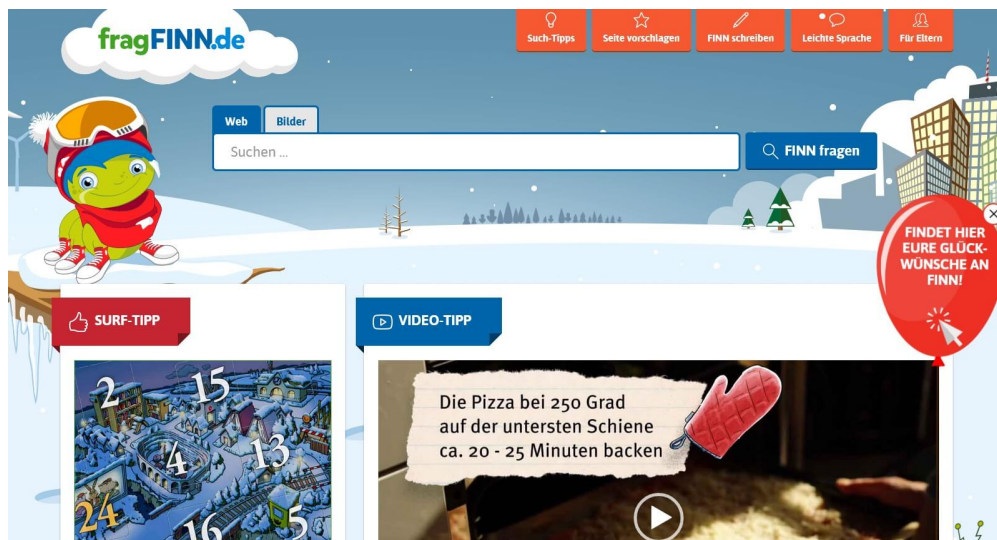 fragFINN.de
Such-Tipps
Seite vorschlagen
FINN schreiben
Leichte Sprache
Für Eltern
Web
Bilder
Suchen ...
FINN fragen
FINDET HIER
EURE GLÜCK-
WÜNSCHE AN
FINN!
SURF-TIPP
VIDEO-TIPP
2
15
4
13
24
16
5
Die Pizza bei 250 Grad
auf der untersten Schiene
ca. 20 - 25 Minuten backen